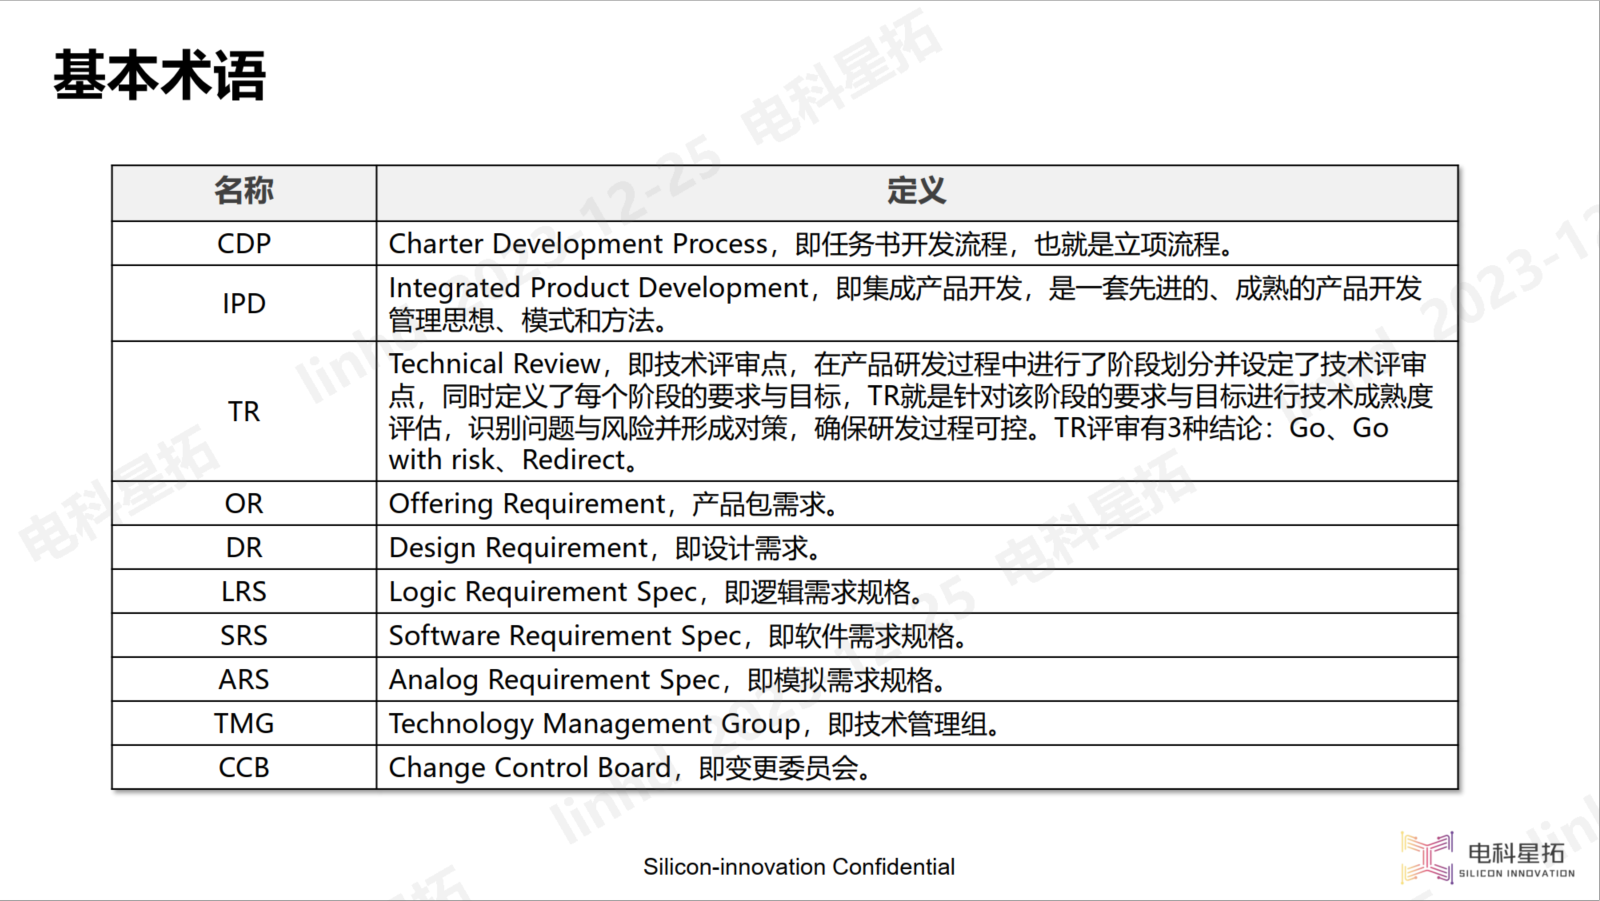 基本术语
名称 定义
CDP Charter Development Process，即任务书开发流程，也就是立项流程。
IPD Integrated Product Development，即集成产品开发，是一套先进的、成熟的产品开发
管理思想、模式和方法。
TR Technical Review，即技术评审点，在产品研发过程中进行了阶段划分并设定了技术评审
点，同时定义了每个阶段的要求与目标，TR就是针对该阶段的要求与目标进行技术成熟度
评估，识别问题与风险并形成对策，确保研发过程可控。TR评审有3种结论：Go、Go
with risk、Redirect。
OR Offering Requirement，产品包需求。
DR Design Requirement，即设计需求。
LRS Logic Requirement Spec，即逻辑需求规格。
SRS Software Requirement Spec，即软件需求规格。
ARS Analog Requirement Spec，即模拟需求规格。
TMG Technology Management Group，即技术管理组。
CCB Change Control Board，即变更委员会。
Silicon-innovation Confidential
电科星拓
SILICON INNOVATION